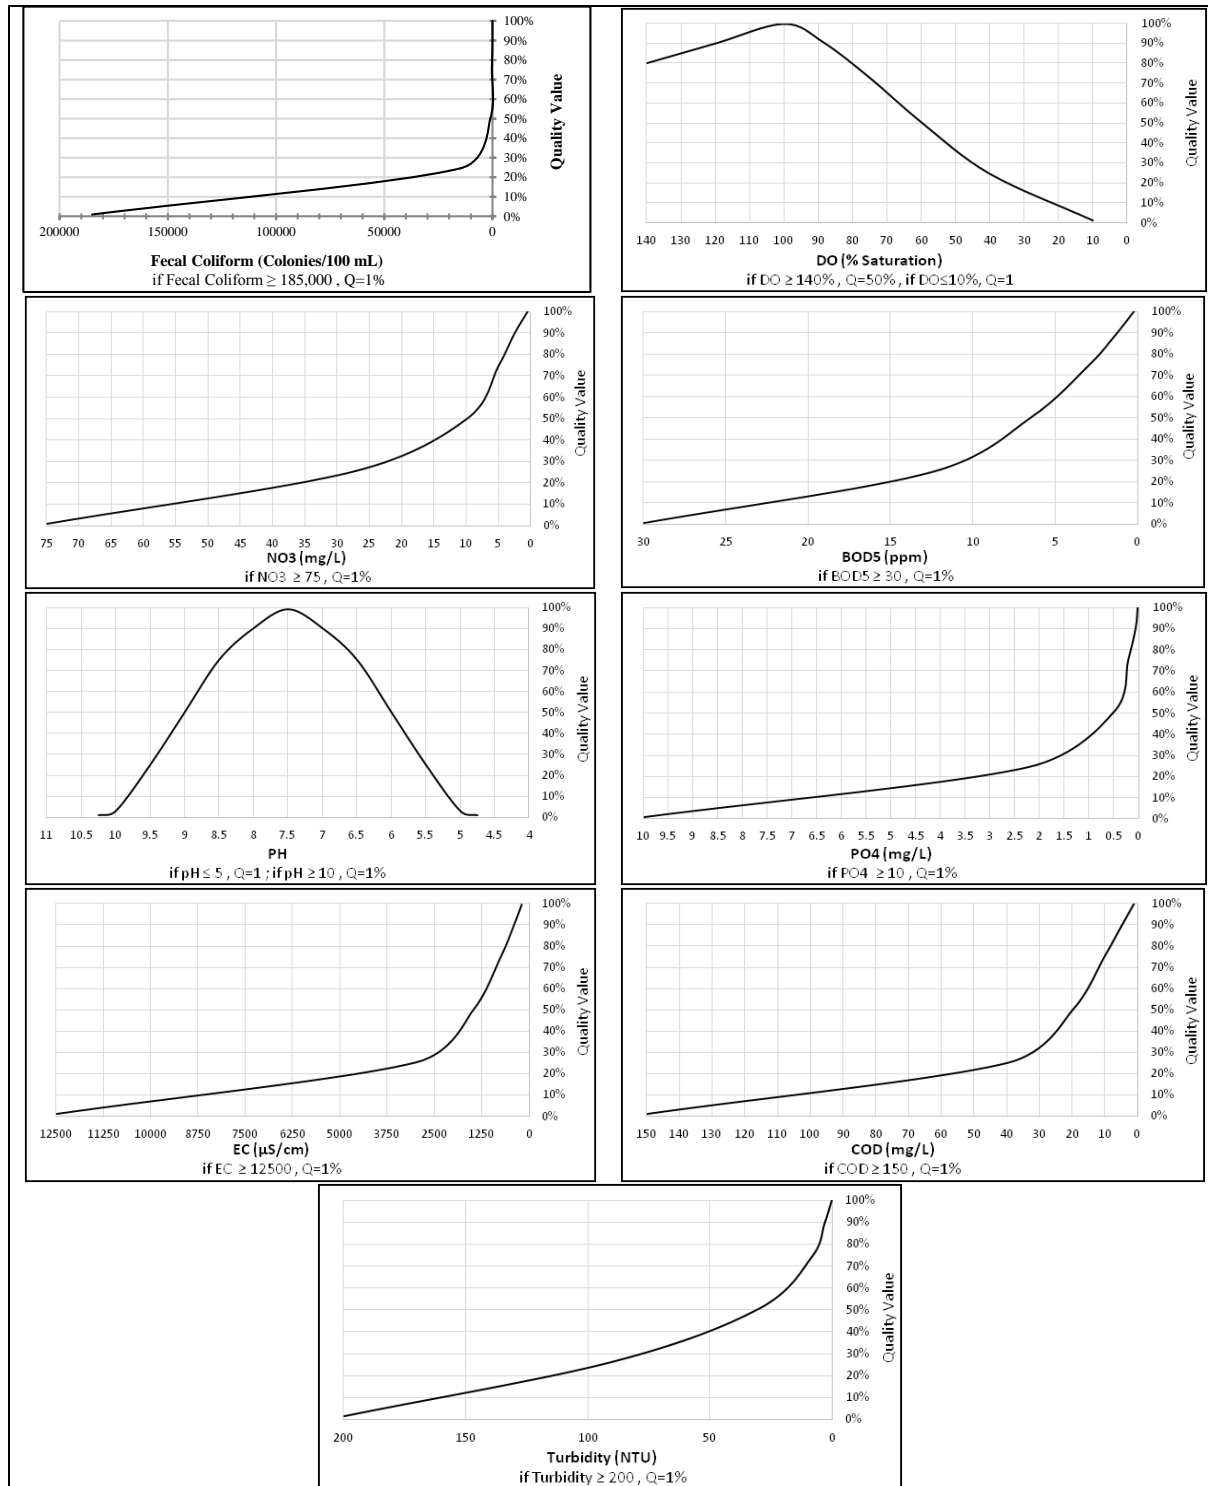 100%
90%
80%
70%
60%
50%
40%
30%
20%
10%
0%
Quality Value
200000 150000 100000 50000 0
Fecal Coliform (Colonies/100 mL)
if Fecal Coliform ≥ 185,000 , Q=1%
100%
90%
80%
70%
60%
50%
40%
30%
20%
10%
0%
Quality Value
140 130 120 110 100 90 80 70 60 50 40 30 20 10 0
DO (% Saturation)
if DO ≥ 140% , Q=50% , if DO≤10%, Q=1
100%
90%
80%
70%
60%
50%
40%
30%
20%
10%
0%
Quality Value
75 70 65 60 55 50 45 40 35 30 25 20 15 10 5 0
NO3 (mg/L)
if NO3 ≥ 75 , Q=1%
100%
90%
80%
70%
60%
50%
40%
30%
20%
10%
0%
Quality Value
30 25 20 15 10 5 0
BOD5 (ppm)
if BOD5 ≥ 30 , Q=1%
100%
90%
80%
70%
60%
50%
40%
30%
20%
10%
0%
Quality Value
11 10.5 10 9.5 9 8.5 8 7.5 7 6.5 6 5.5 5 4.5 4
PH
if pH ≤ 5 , Q=1 ; if pH ≥ 10 , Q=1%
100%
90%
80%
70%
60%
50%
40%
30%
20%
10%
0%
Quality Value
10 9.5 9 8.5 8 7.5 7 6.5 6 5.5 5 4.5 4 3.5 3 2.5 2 1.5 1 0.5 0
PO4 (mg/L)
if PO4 ≥ 10 , Q=1%
100%
90%
80%
70%
60%
50%
40%
30%
20%
10%
0%
Quality Value
12500 11250 10000 8750 7500 6250 5000 3750 2500 1250 0
EC (µS/cm)
if EC ≥ 12500 , Q=1%
100%
90%
80%
70%
60%
50%
40%
30%
20%
10%
0%
Quality Value
150 140 130 120 110 100 90 80 70 60 50 40 30 20 10 0
COD (mg/L)
if COD ≥ 150 , Q=1%
100%
90%
80%
70%
60%
50%
40%
30%
20%
10%
0%
Quality Value
200 150 100 50 0
Turbidity (NTU)
if Turbidity ≥ 200 , Q=1%